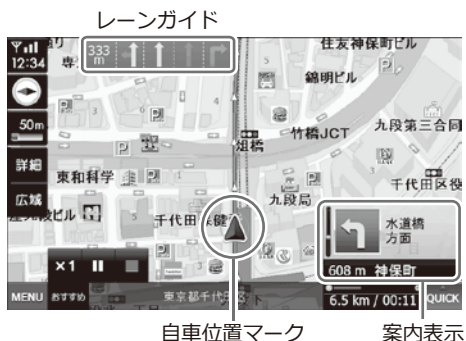 レーンガイド
12:34
333
m
住友神保町ビル
錦明ビル
50m
竹橋JCT
九段第三合同
俎橋
詳細
東和科学
千代田区役
広域
九段局
ビル
千代田
水道橋
方面
×1
608 m 神保町
MENU
おすすめ
東京都千代
6.5 km / 00:11
QUICK
自車位置マーク
案内表示